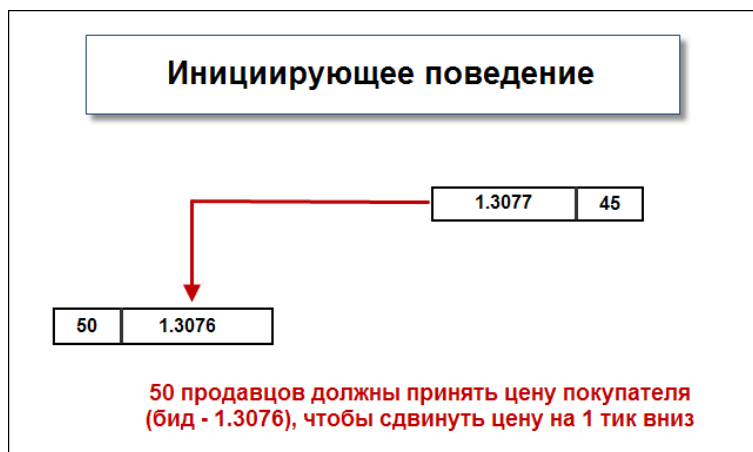 Инициирующее поведение
1.3077 45
50 1.3076
50 продавцов должны принять цену покупателя
(бид - 1.3076), чтобы сдвинуть цену на 1 тик вниз